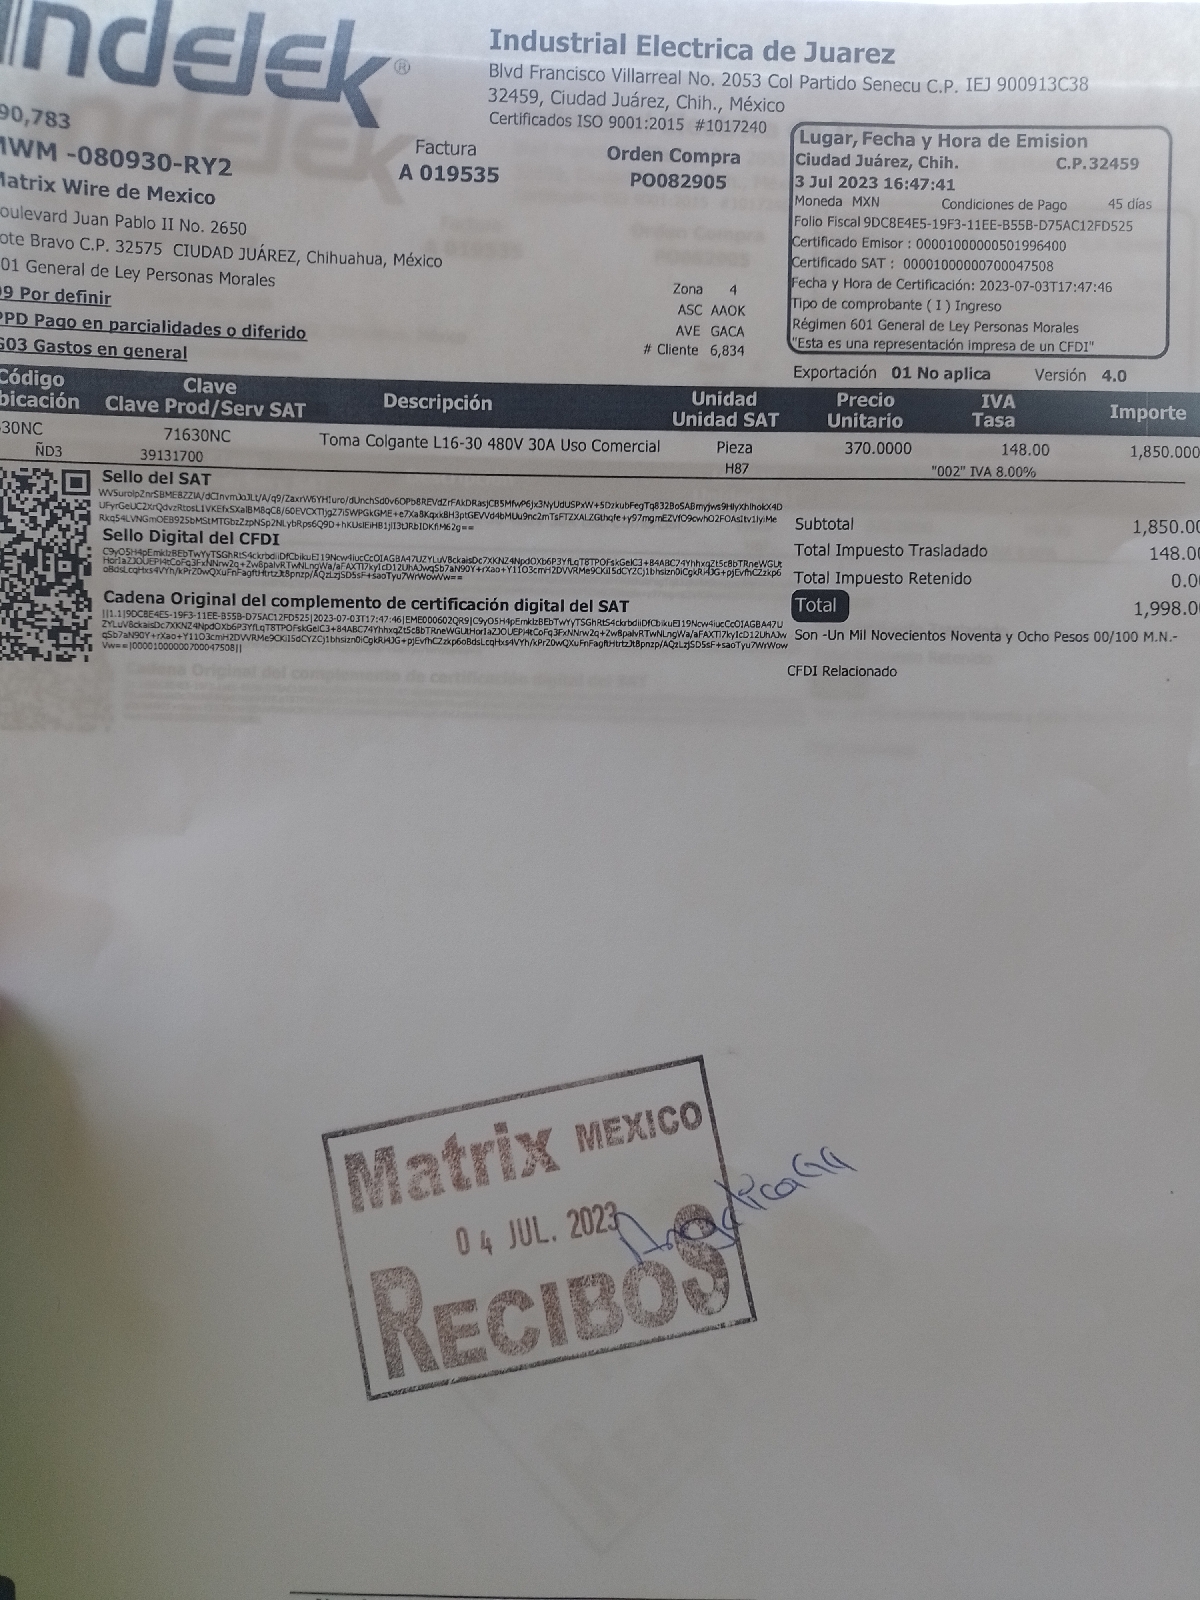 Indelek®
Industrial Electrica de Juarez
Blvd Francisco Villarreal No. 2053 Col Partido Senecu C.P. IEJ 900913C38
32459, Ciudad Juárez, Chih., México
Certificados ISO 9001:2015 #1017240
90,783
MWM -080930-RY2
Matrix Wire de Mexico
oulevard Juan Pablo II No. 2650
ote Bravo C.P. 32575 CIUDAD JUÁREZ, Chihuahua, México
01 General de Ley Personas Morales
99 Por definir
PPD Pago en parcialidades o diferido
G03 Gastos en general
Factura
A 019535
Orden Compra
PO082905
Zona 4
ASC AAOK
AVE GACA
# Cliente 6,834
Lugar, Fecha y Hora de Emision
Ciudad Juárez, Chih. C.P.32459
3 Jul 2023 16:47:41
Moneda MXN Condiciones de Pago 45 días
Folio Fiscal 9DC8E4E5-19F3-11EE-B55B-D75AC12FD525
Certificado Emisor : 00001000000501996400
Certificado SAT : 00001000000700047508
Fecha y Hora de Certificación: 2023-07-03T17:47:46
Tipo de comprobante ( I ) Ingreso
Régimen 601 General de Ley Personas Morales
"Esta es una representación impresa de un CFDI"
Exportación 01 No aplica Versión 4.0
Código Clave Descripción Unidad Precio IVA Importe
bicación Clave Prod/Serv SAT Unidad SAT Unitario Tasa
30NC 71630NC Toma Colgante L16-30 480V 30A Uso Comercial Pieza 370.0000 148.00 1,850.000
ÑD3 39131700 H87 "002" IVA 8.00%
Sello del SAT
Sello Digital del CFDI
Cadena Original del complemento de certificación digital del SAT
Vw==|00001000000700047508||
Subtotal 1,850.00
Total Impuesto Trasladado 148.00
Total Impuesto Retenido 0.0
Total 1,998.0
Son -Un Mil Novecientos Noventa y Ocho Pesos 00/100 M.N.-
CFDI Relacionado
Matrix MEXICO
04 JUL. 2023
RECIBOS